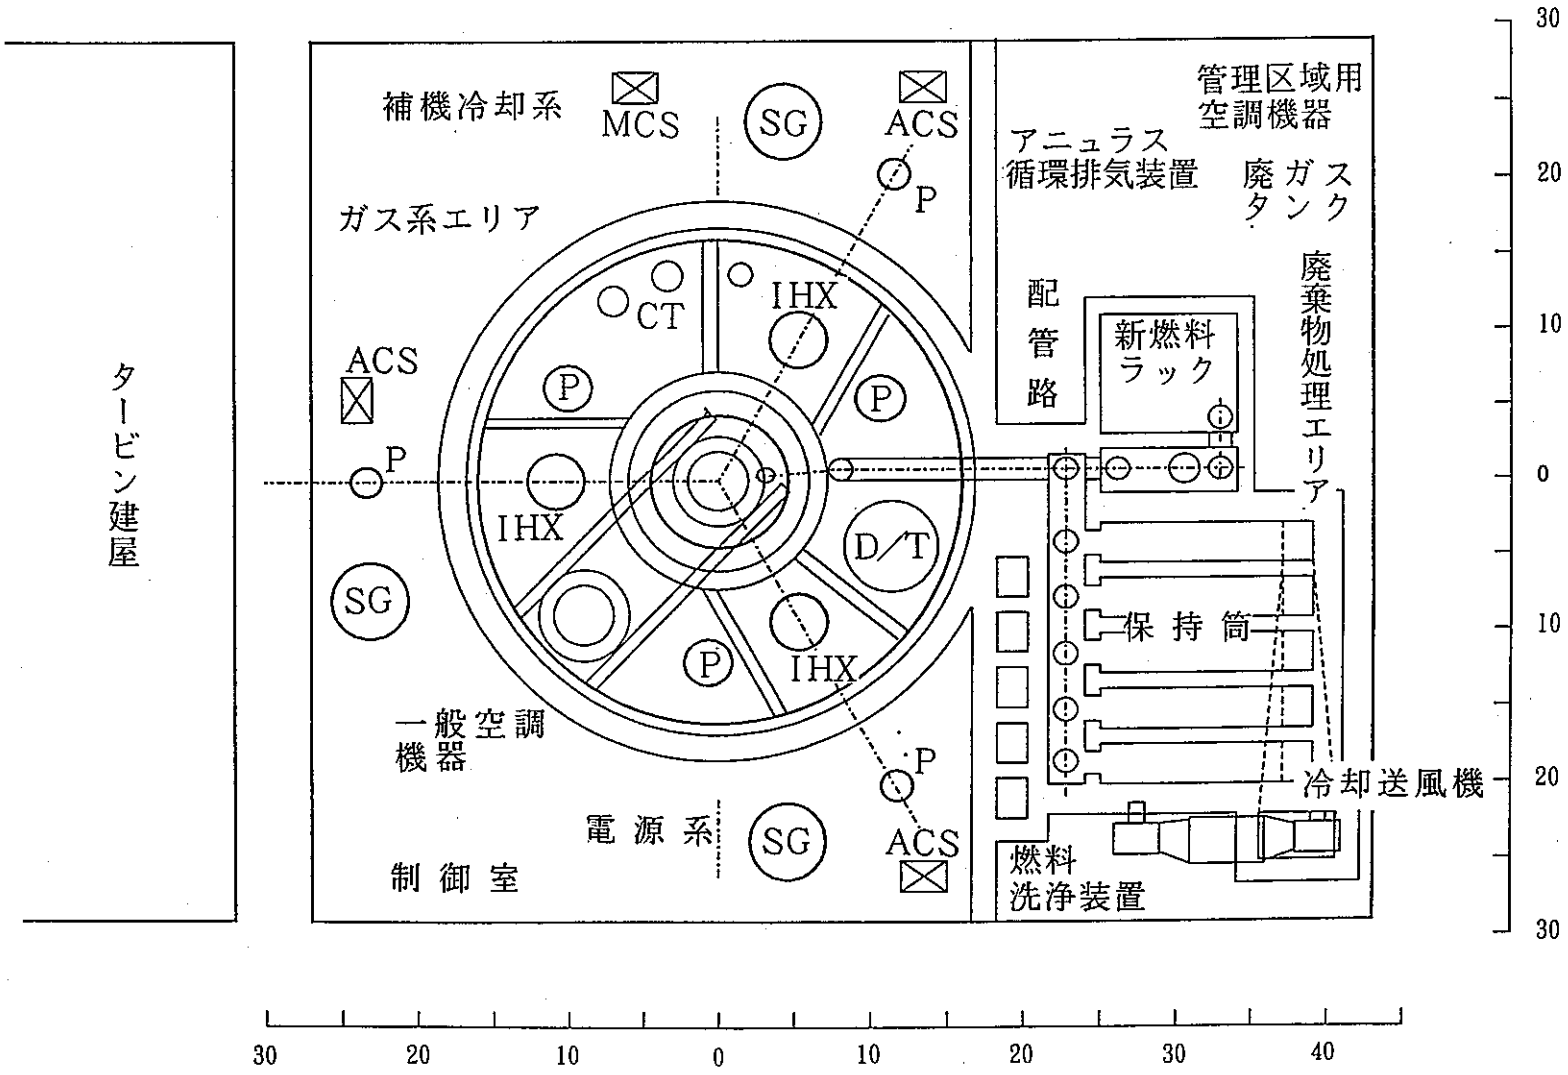 補機冷却系
MCS
SG
ACS
P
ガス系エリア
CT
IHX
P
P
ACS
P
IHX
SG
D/T
P
IHX
一般空調
機器
電源系
制御室
SG
P
ACS
タービン建屋
管理区域用
空調機器
アニュラス
循環排気装置
廃ガス
タンク
配管路
新燃料
ラック
廃棄物処理エリア
保持筒
冷却送風機
燃料
洗浄装置
30
20
10
0
10
20
30
30
20
10
0
10
20
30
40